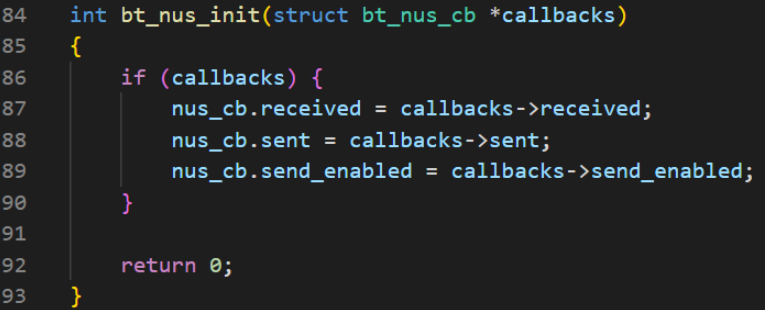 84 int bt_nus_init(struct bt_nus_cb *callbacks)
85 {
86     if (callbacks) {
87         nus_cb.received = callbacks->received;
88         nus_cb.sent = callbacks->sent;
89         nus_cb.send_enabled = callbacks->send_enabled;
90     }
91
92     return 0;
93 }